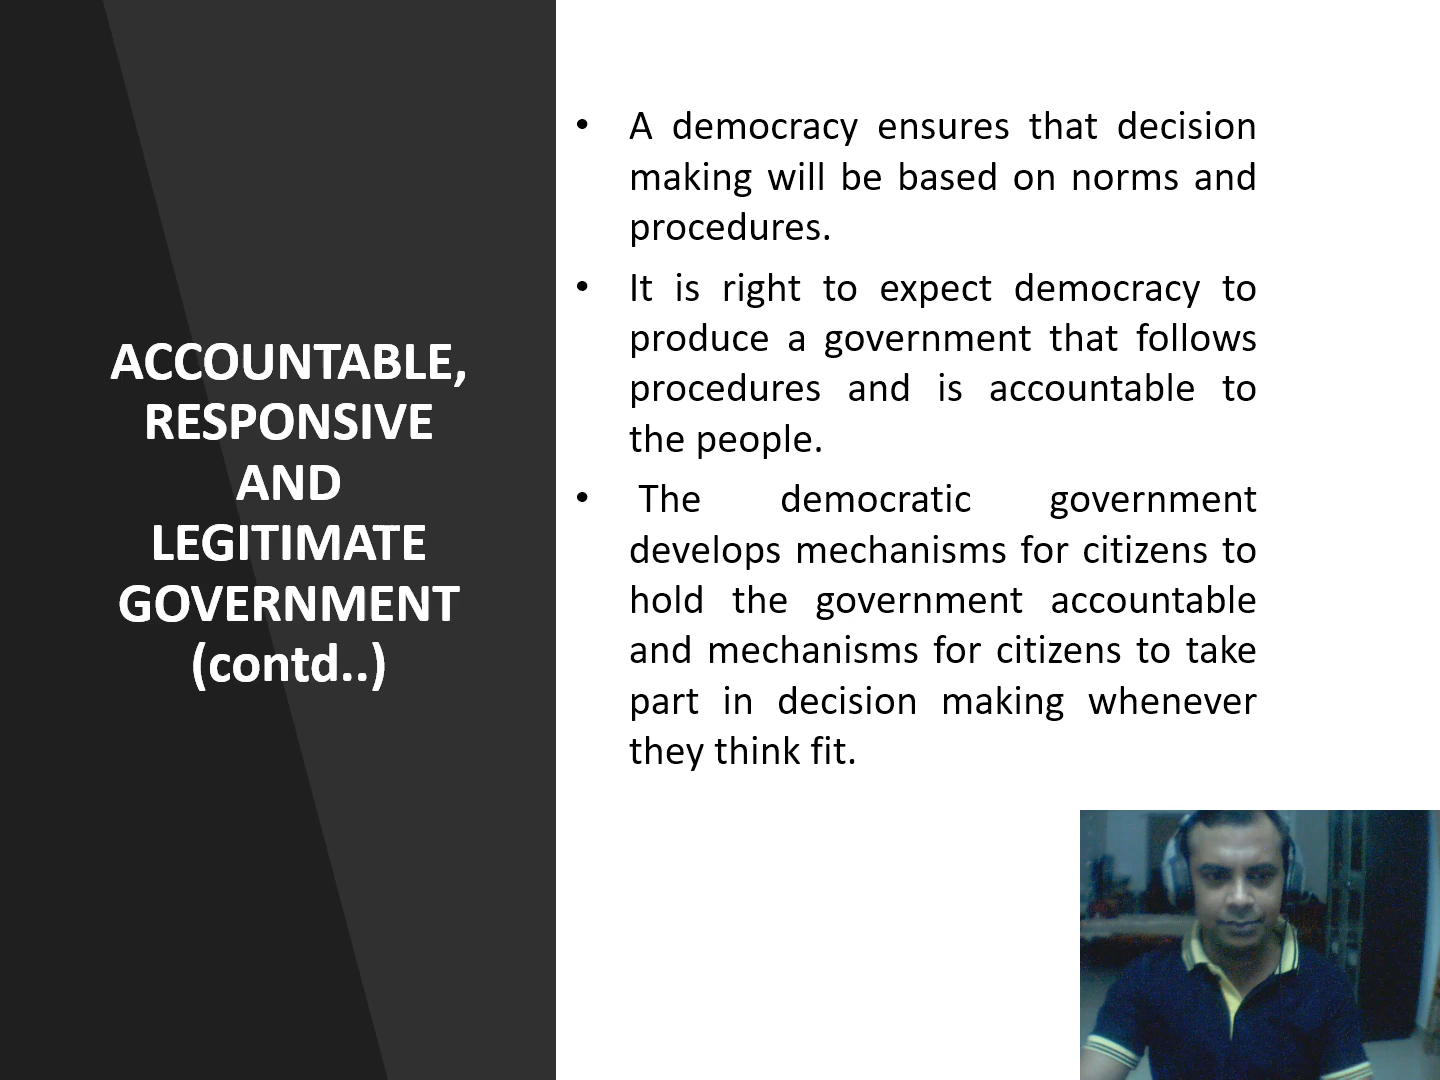 ACCOUNTABLE,
RESPONSIVE
AND
LEGITIMATE
GOVERNMENT
(contd..)
• A democracy ensures that decision
making will be based on norms and
procedures.
• It is right to expect democracy to
produce a government that follows
procedures and is accountable to
the people.
• The democratic government
develops mechanisms for citizens to
hold the government accountable
and mechanisms for citizens to take
part in decision making whenever
they think fit.